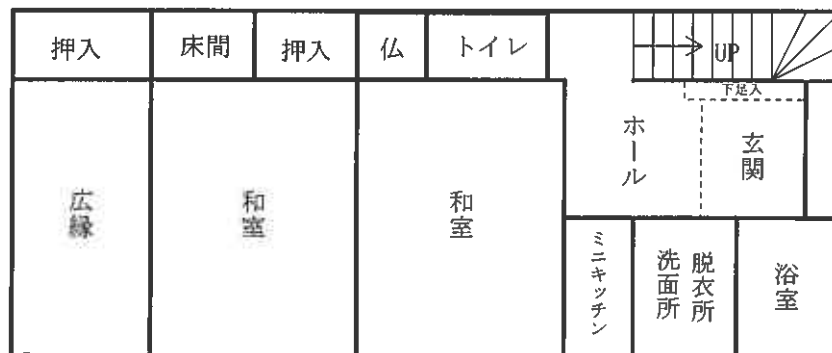 押入
床間
押入
仏
トイレ
UP
下足入
ホール
玄関
広縁
和室
和室
ミニキッチン
脱衣所
洗面所
浴室